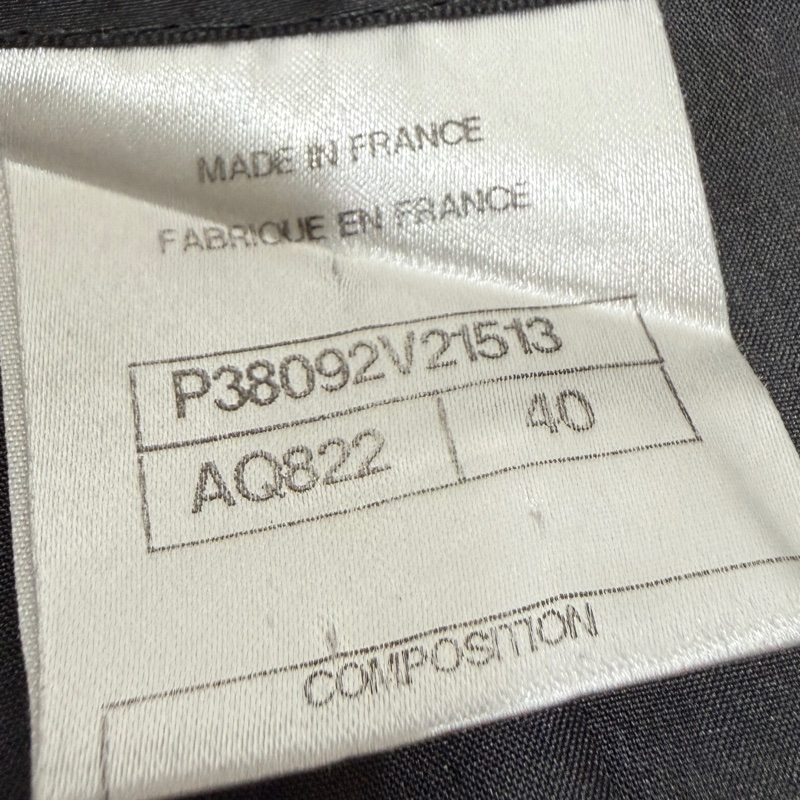 MADE IN FRANCE
FABRIQUE EN FRANCE
P38092V21513
AQ822 40
COMPOSITION